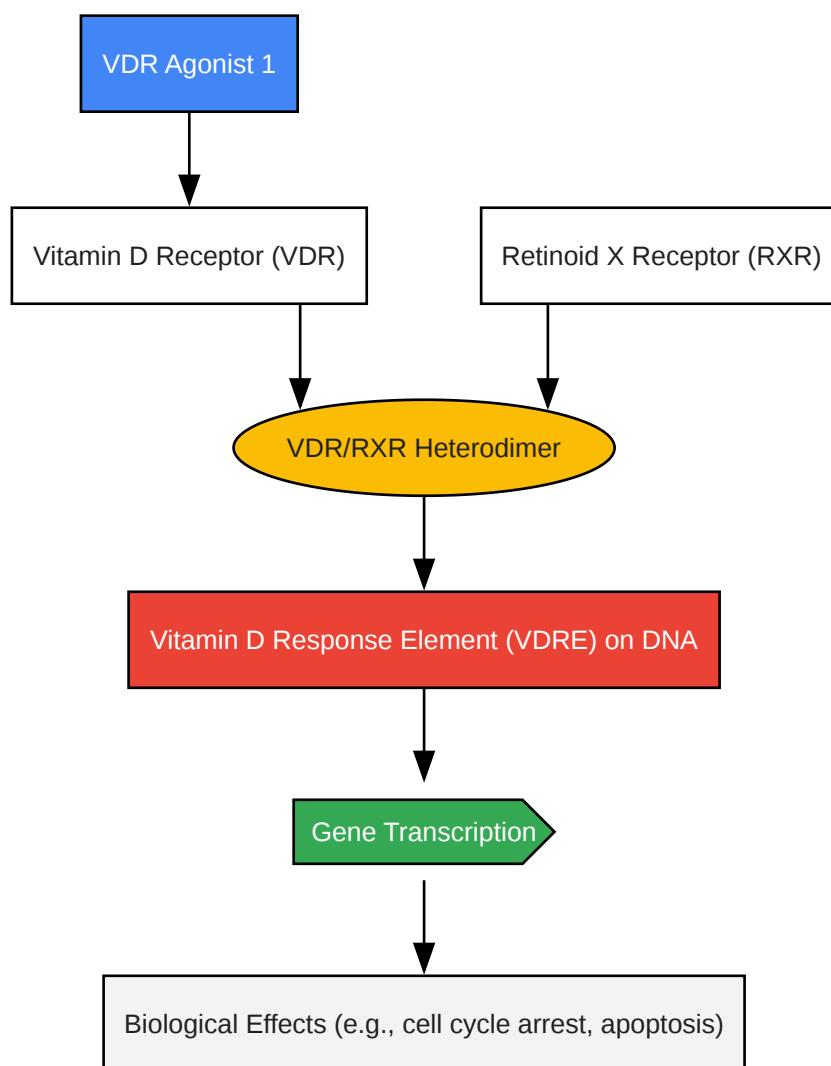 VDR Agonist 1
Vitamin D Receptor (VDR)
Retinoid X Receptor (RXR)
VDR/RXR Heterodimer
Vitamin D Response Element (VDRE) on DNA
Gene Transcription
Biological Effects (e.g., cell cycle arrest, apoptosis)